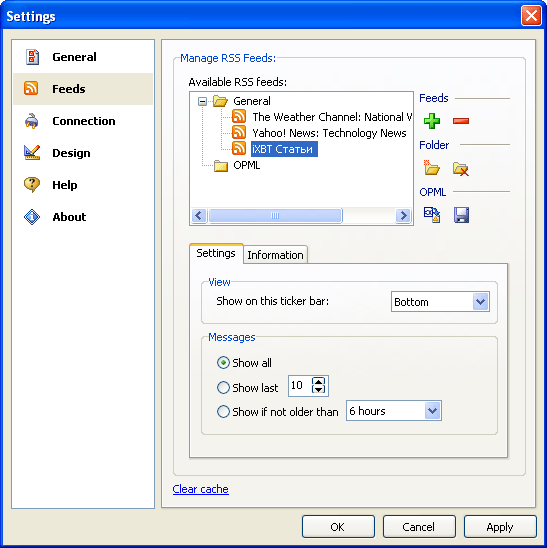 Settings
General
Feeds
Connection
Design
Help
About
Manage RSS Feeds:
Available RSS feeds:
General
The Weather Channel: National W
Yahoo! News: Technology News
iXBT Статьи
OPML
Feeds
Folder
OPML
Settings
Information
View
Show on this ticker bar:
Bottom
Messages
Show all
Show last
10
Show if not older than
6 hours
Clear cache
OK
Cancel
Apply